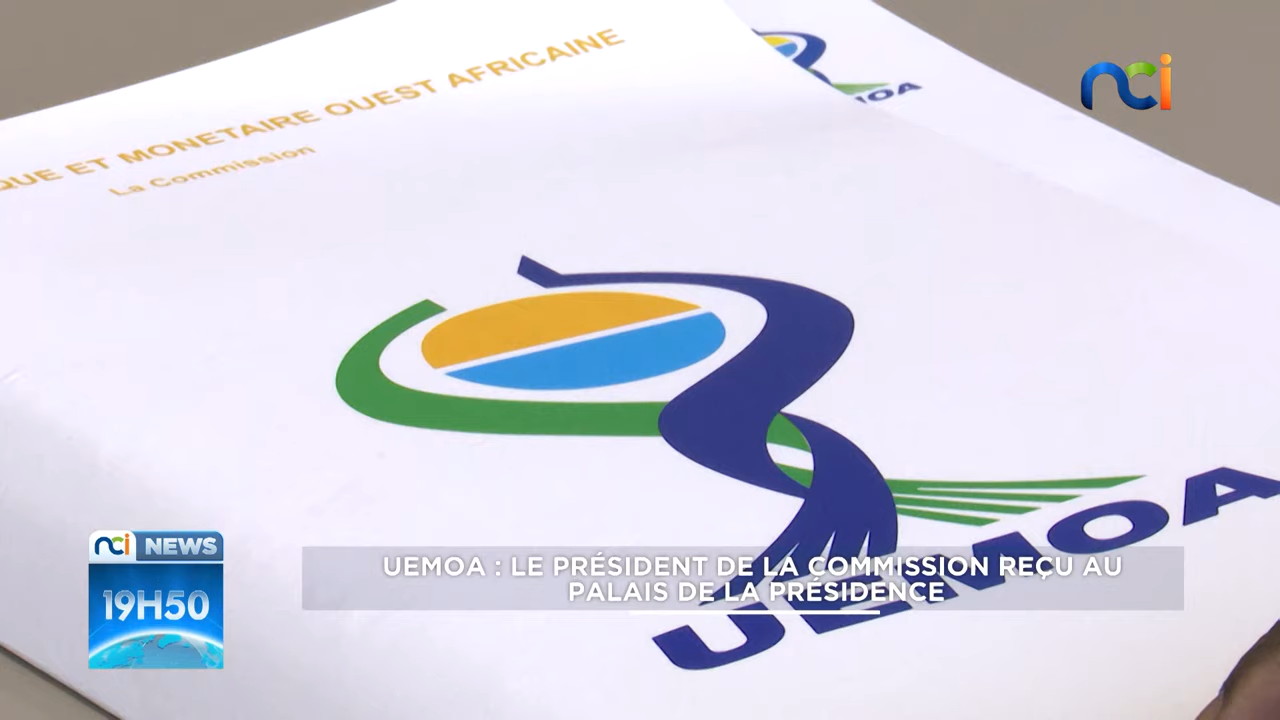 QUE ET MONETAIRE OUEST AFRICAINE
La Commission
UEMOA
nci
UEMOA
nci NEWS
19H50
UEMOA : LE PRÉSIDENT DE LA COMMISSION REÇU AU
PALAIS DE LA PRÉSIDENCE